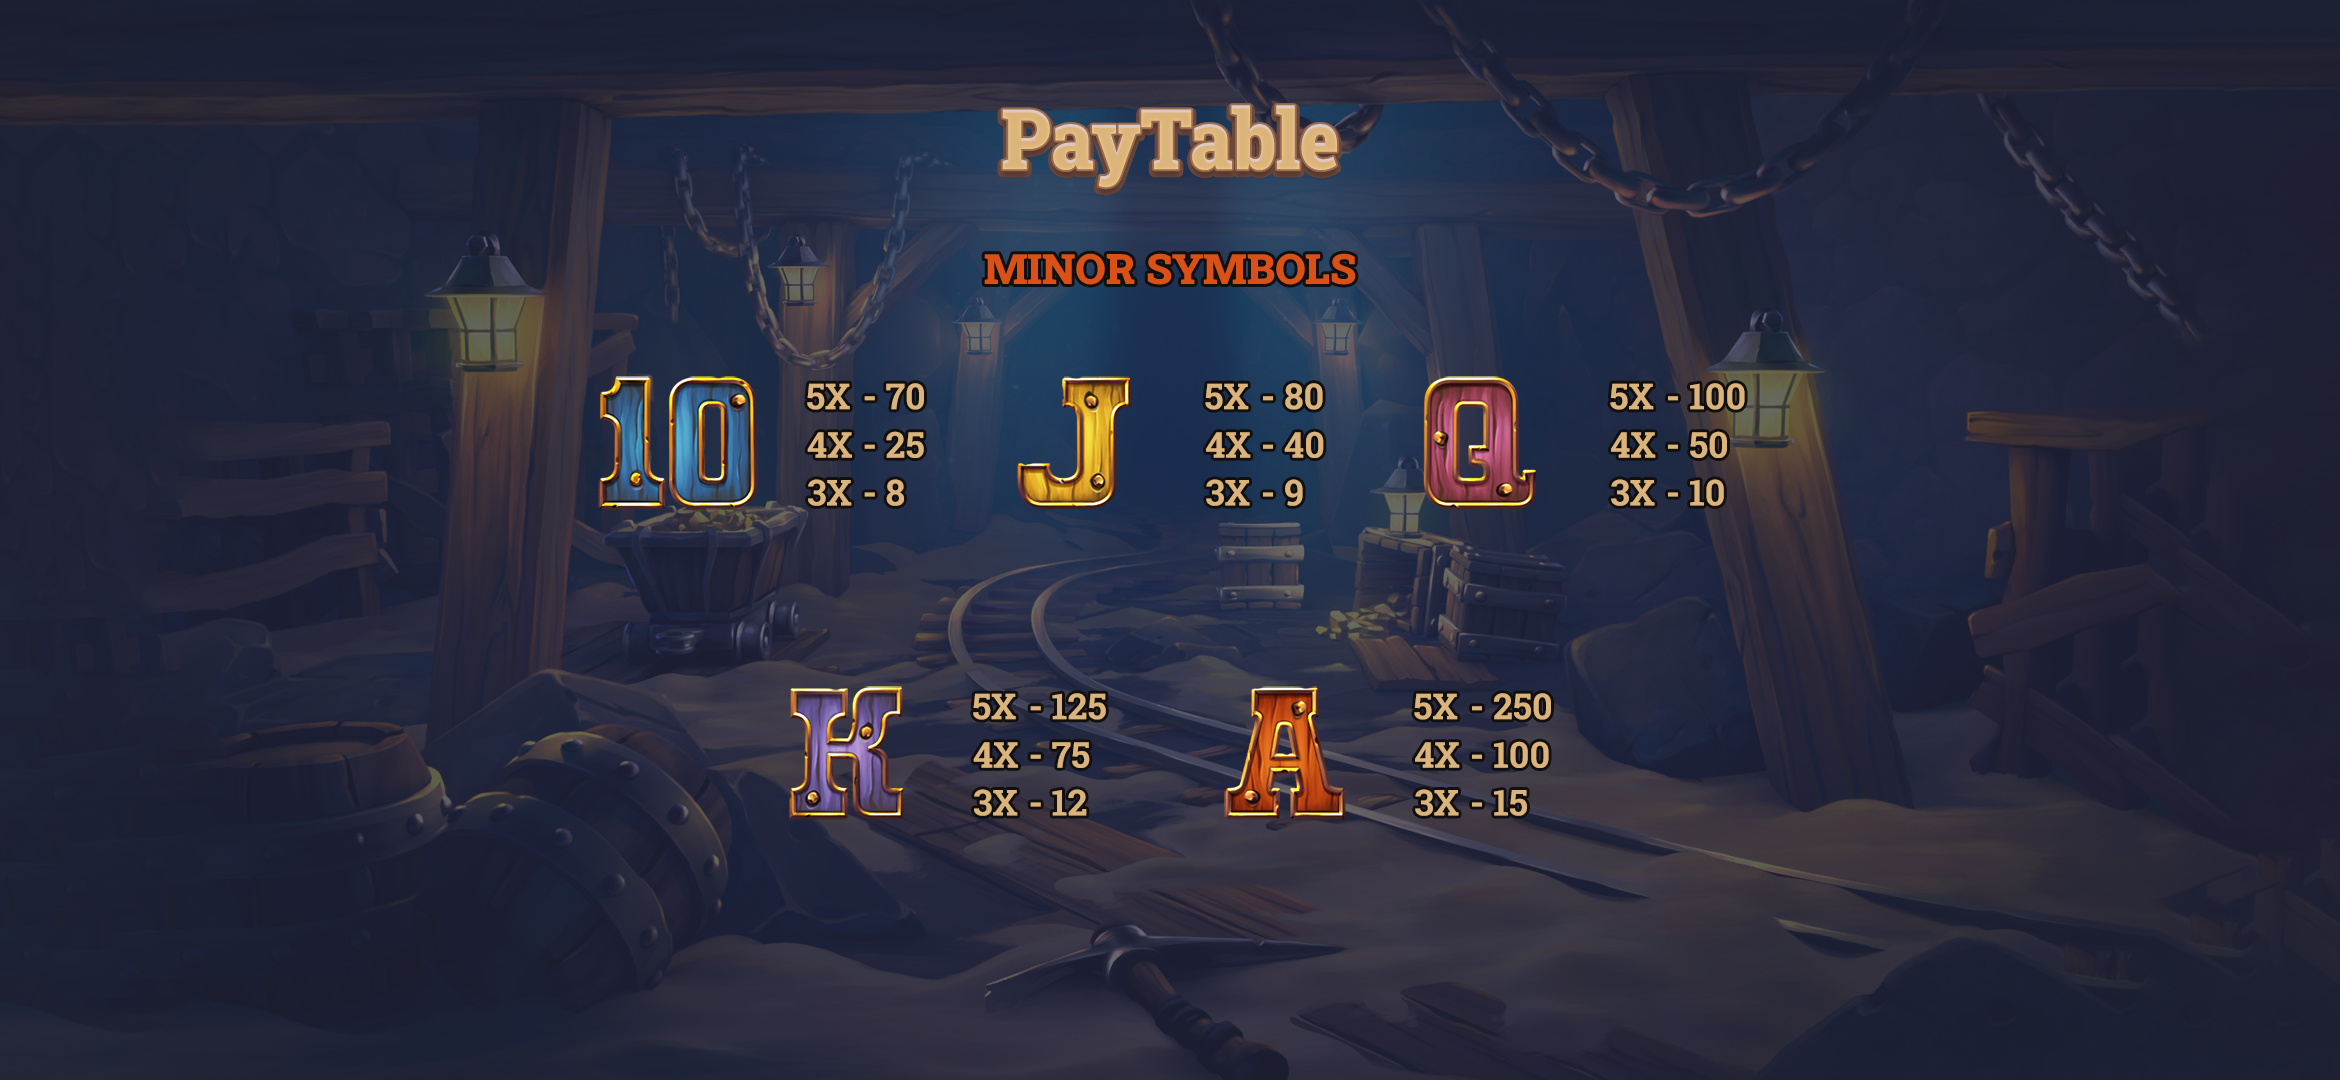 PayTable
MINOR SYMBOLS
10
5X - 70
4X - 25
3X - 8
J
5X - 80
4X - 40
3X - 9
Q
5X - 100
4X - 50
3X - 10
K
5X - 125
4X - 75
3X - 12
A
5X - 250
4X - 100
3X - 15